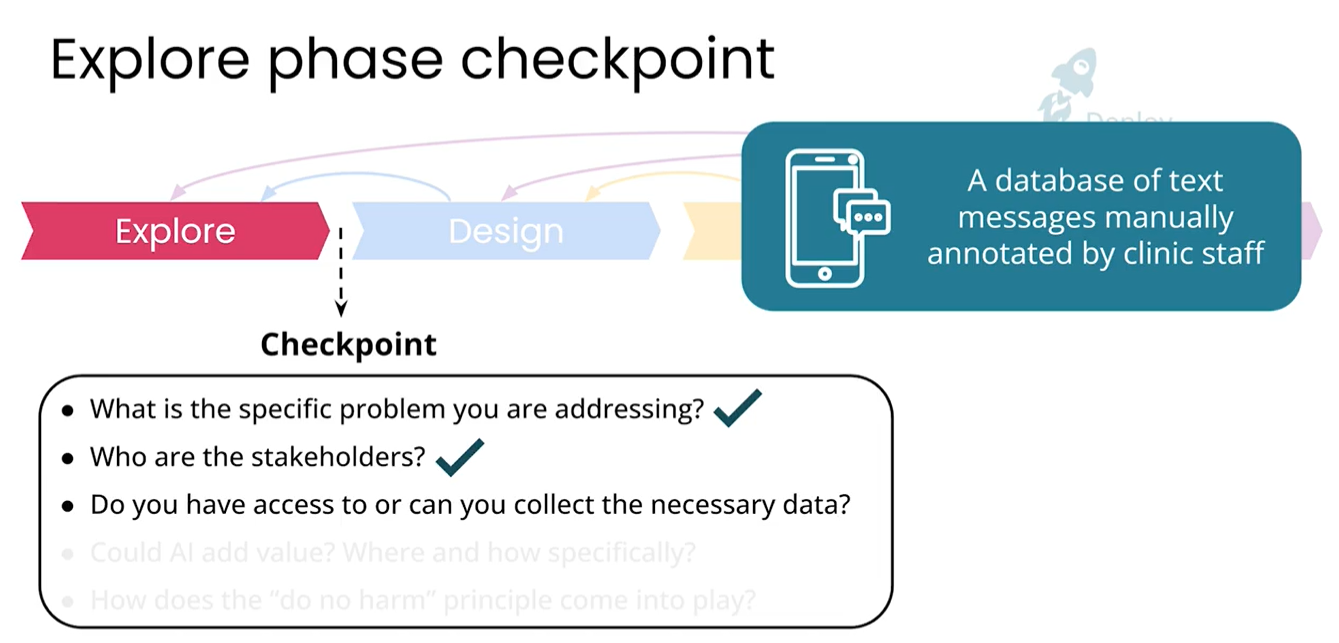 Explore phase checkpoint
Deploy
Explore
Design
A database of text
messages manually
annotated by clinic staff
Checkpoint
● What is the specific problem you are addressing?
● Who are the stakeholders?
● Do you have access to or can you collect the necessary data?
● Could AI add value? Where and how specifically?
● How does the “do no harm” principle come into play?